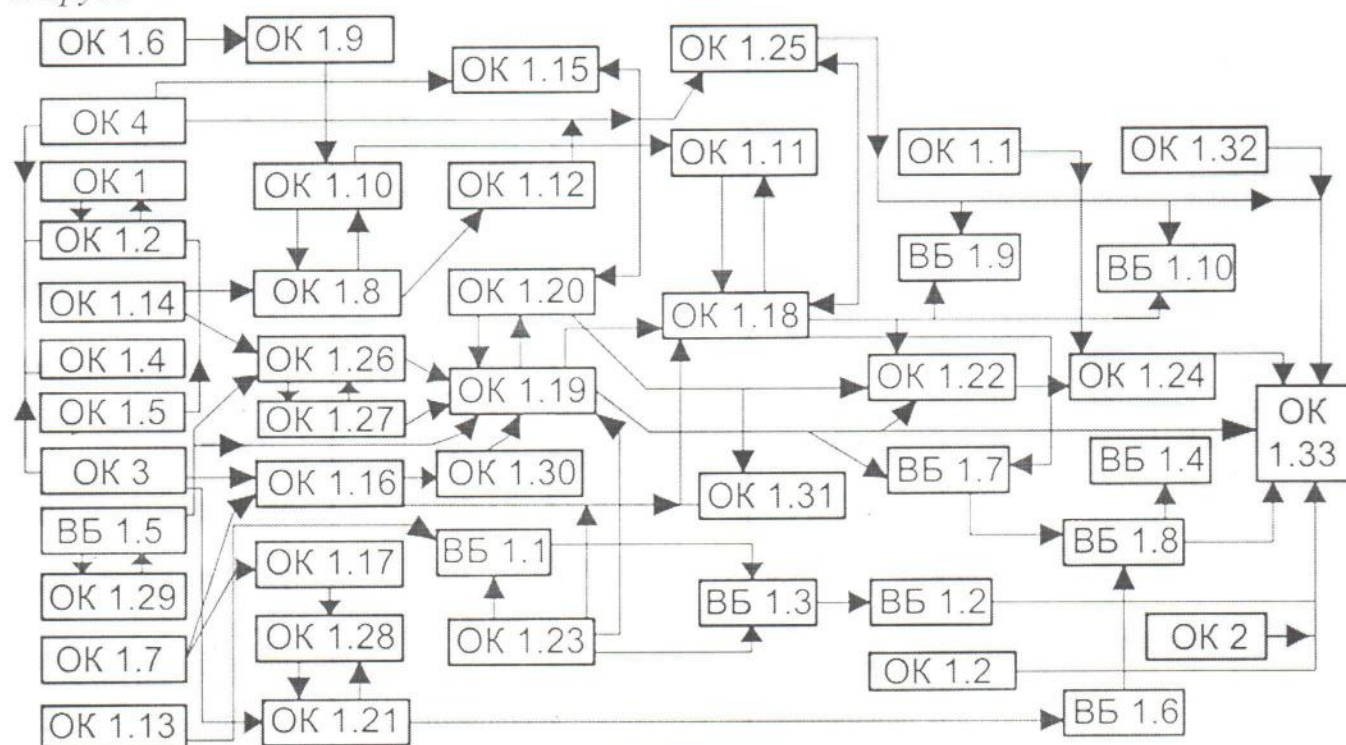 ОК 1.6
ОК 1.9
ОК 1.25
ОК 1.15
ОК 4
ОК 1.1
ОК 1.32
ОК 1
ОК 1.10
ОК 1.12
ОК 1.11
ОК 1.2
ВБ 1.9
ВБ 1.10
ОК 1.14
ОК 1.8
ОК 1.20
ОК 1.18
ОК 1.4
ОК 1.26
ОК 1.19
ОК 1.22
ОК 1.24
ОК 1.5
ОК 1.27
ОК
1.33
ОК 3
ОК 1.16
ОК 1.30
ОК 1.31
ВБ 1.7
ВБ 1.4
ВБ 1.5
ВБ 1.1
ВБ 1.8
ОК 1.29
ОК 1.17
ВБ 1.3
ВБ 1.2
ОК 1.7
ОК 1.28
ОК 1.23
ОК 2
ОК 1.2
ОК 1.13
ОК 1.21
ВБ 1.6